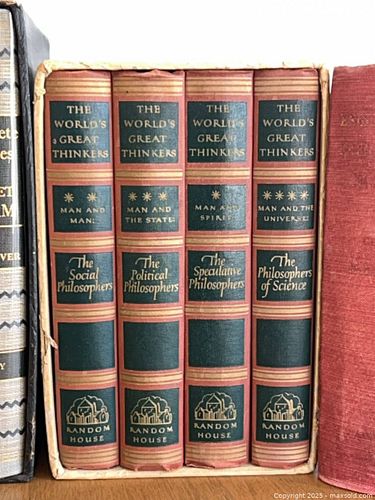 THE
WORLD'S
GREAT
THINKERS
** 
MAN AND
MAN:
The
Social
Philosophers
RANDOM
HOUSE
THE
WORLD'S
GREAT
THINKERS
***
MAN AND
THE STATE:
The
Political
Philosophers
RANDOM
HOUSE
THE
WORLD'S
GREAT
THINKERS
*
MAN AND
SPIRIT:
The
Speculative
Philosophers
RANDOM
HOUSE
THE
WORLD'S
GREAT
THINKERS
****
MAN AND THE
UNIVERSE:
The
Philosophers
of Science
RANDOM
HOUSE
Copyright 2025 - maxsold.com